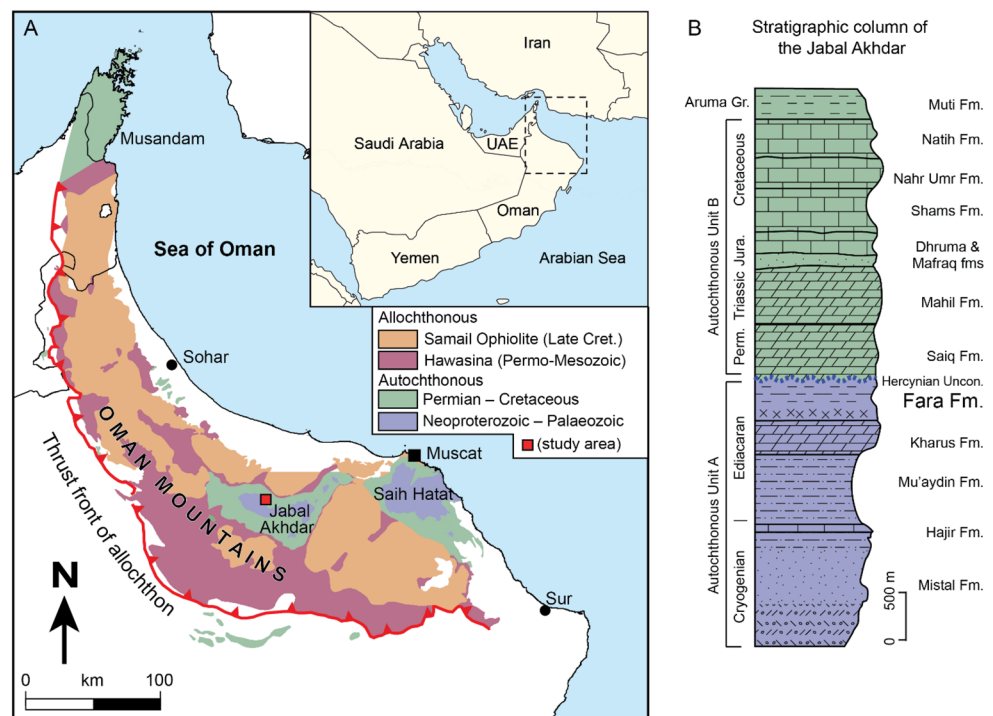 A
Musandam
Sea of Oman
Sohar
OMAN MOUNTAINS
Thrust front of allochthon
Muscat
Saih Hatat
Jabal
Akhdar
Sur
N
0 km 100
Iran
Saudi Arabia
UAE
Oman
Yemen
Arabian Sea
Allochthonous
Samail Ophiolite (Late Cret.)
Hawasina (Permo-Mesozoic)
Autochthonous
Permian – Cretaceous
Neoproterozoic – Palaeozoic
(study area)
B
Stratigraphic column of
the Jabal Akhdar
Aruma Gr.
Autochthonous Unit B
Cretaceous
Jura.
Triassic
Perm.
Autochthonous Unit A
Ediacaran
Cryogenian
Muti Fm.
Natih Fm.
Nahr Umr Fm.
Shams Fm.
Dhruma &
Mafraq fms
Mahil Fm.
Saiq Fm.
Hercynian Uncon.
Fara Fm.
Kharus Fm.
Mu'aydin Fm.
Hajir Fm.
Mistal Fm.
500 m
0